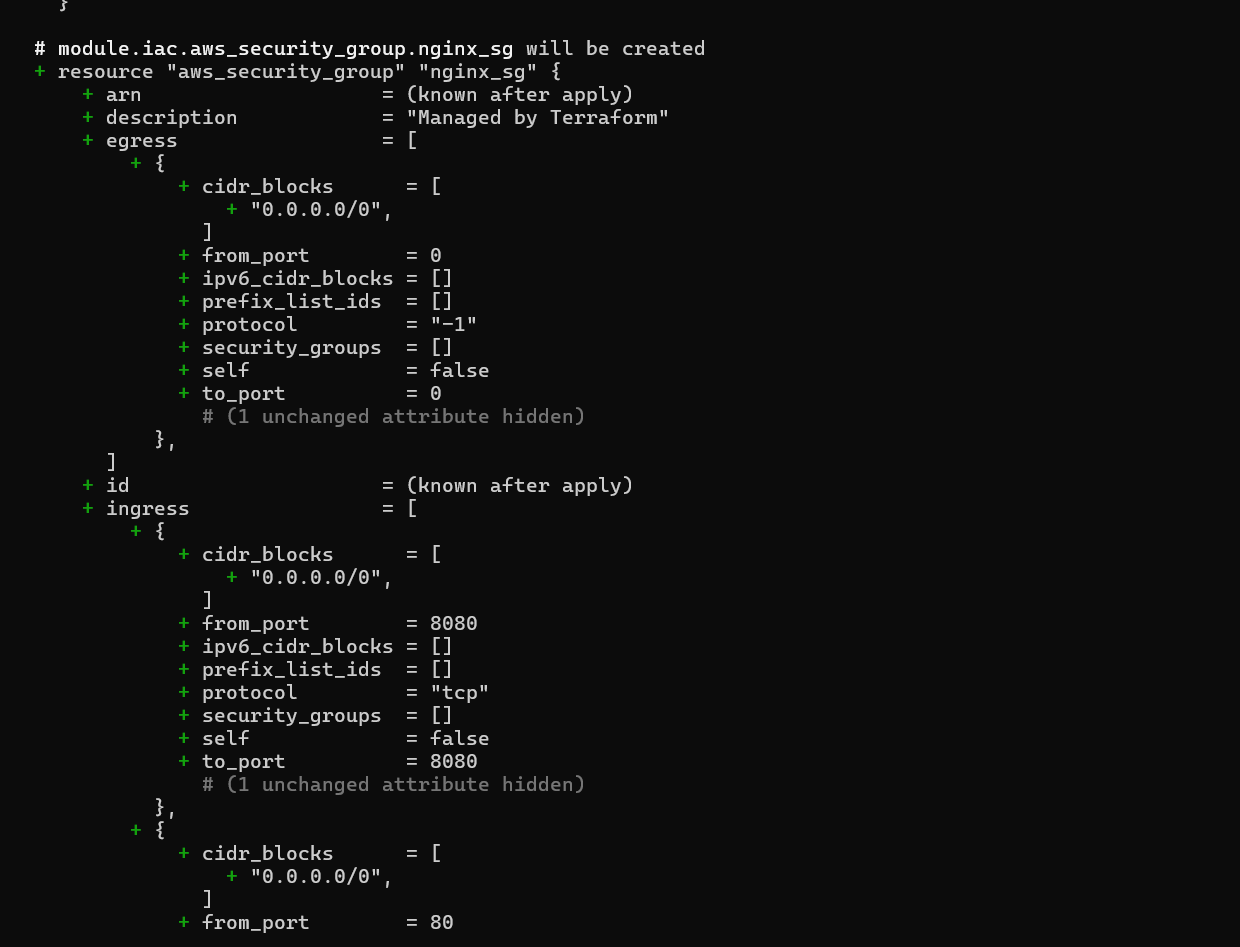 }
# module.iac.aws_security_group.nginx_sg will be created
+ resource "aws_security_group" "nginx_sg" {
+ arn = (known after apply)
+ description = "Managed by Terraform"
+ egress = [
+ {
+ cidr_blocks = [
+ "0.0.0.0/0",
]
+ from_port = 0
+ ipv6_cidr_blocks = []
+ prefix_list_ids = []
+ protocol = "-1"
+ security_groups = []
+ self = false
+ to_port = 0
# (1 unchanged attribute hidden)
},
]
+ id = (known after apply)
+ ingress = [
+ {
+ cidr_blocks = [
+ "0.0.0.0/0",
]
+ from_port = 8080
+ ipv6_cidr_blocks = []
+ prefix_list_ids = []
+ protocol = "tcp"
+ security_groups = []
+ self = false
+ to_port = 8080
# (1 unchanged attribute hidden)
},
+ {
+ cidr_blocks = [
+ "0.0.0.0/0",
]
+ from_port = 80